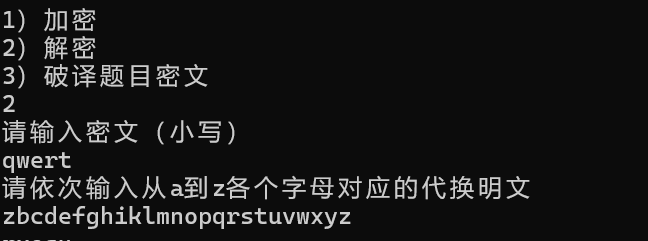 1) 加密
2) 解密
3) 破译题目密文
2
请输入密文 (小写)
qwert
请依次输入从a到z各个字母对应的代换明文
zbcdefghiklmnopqrstuvwxyz